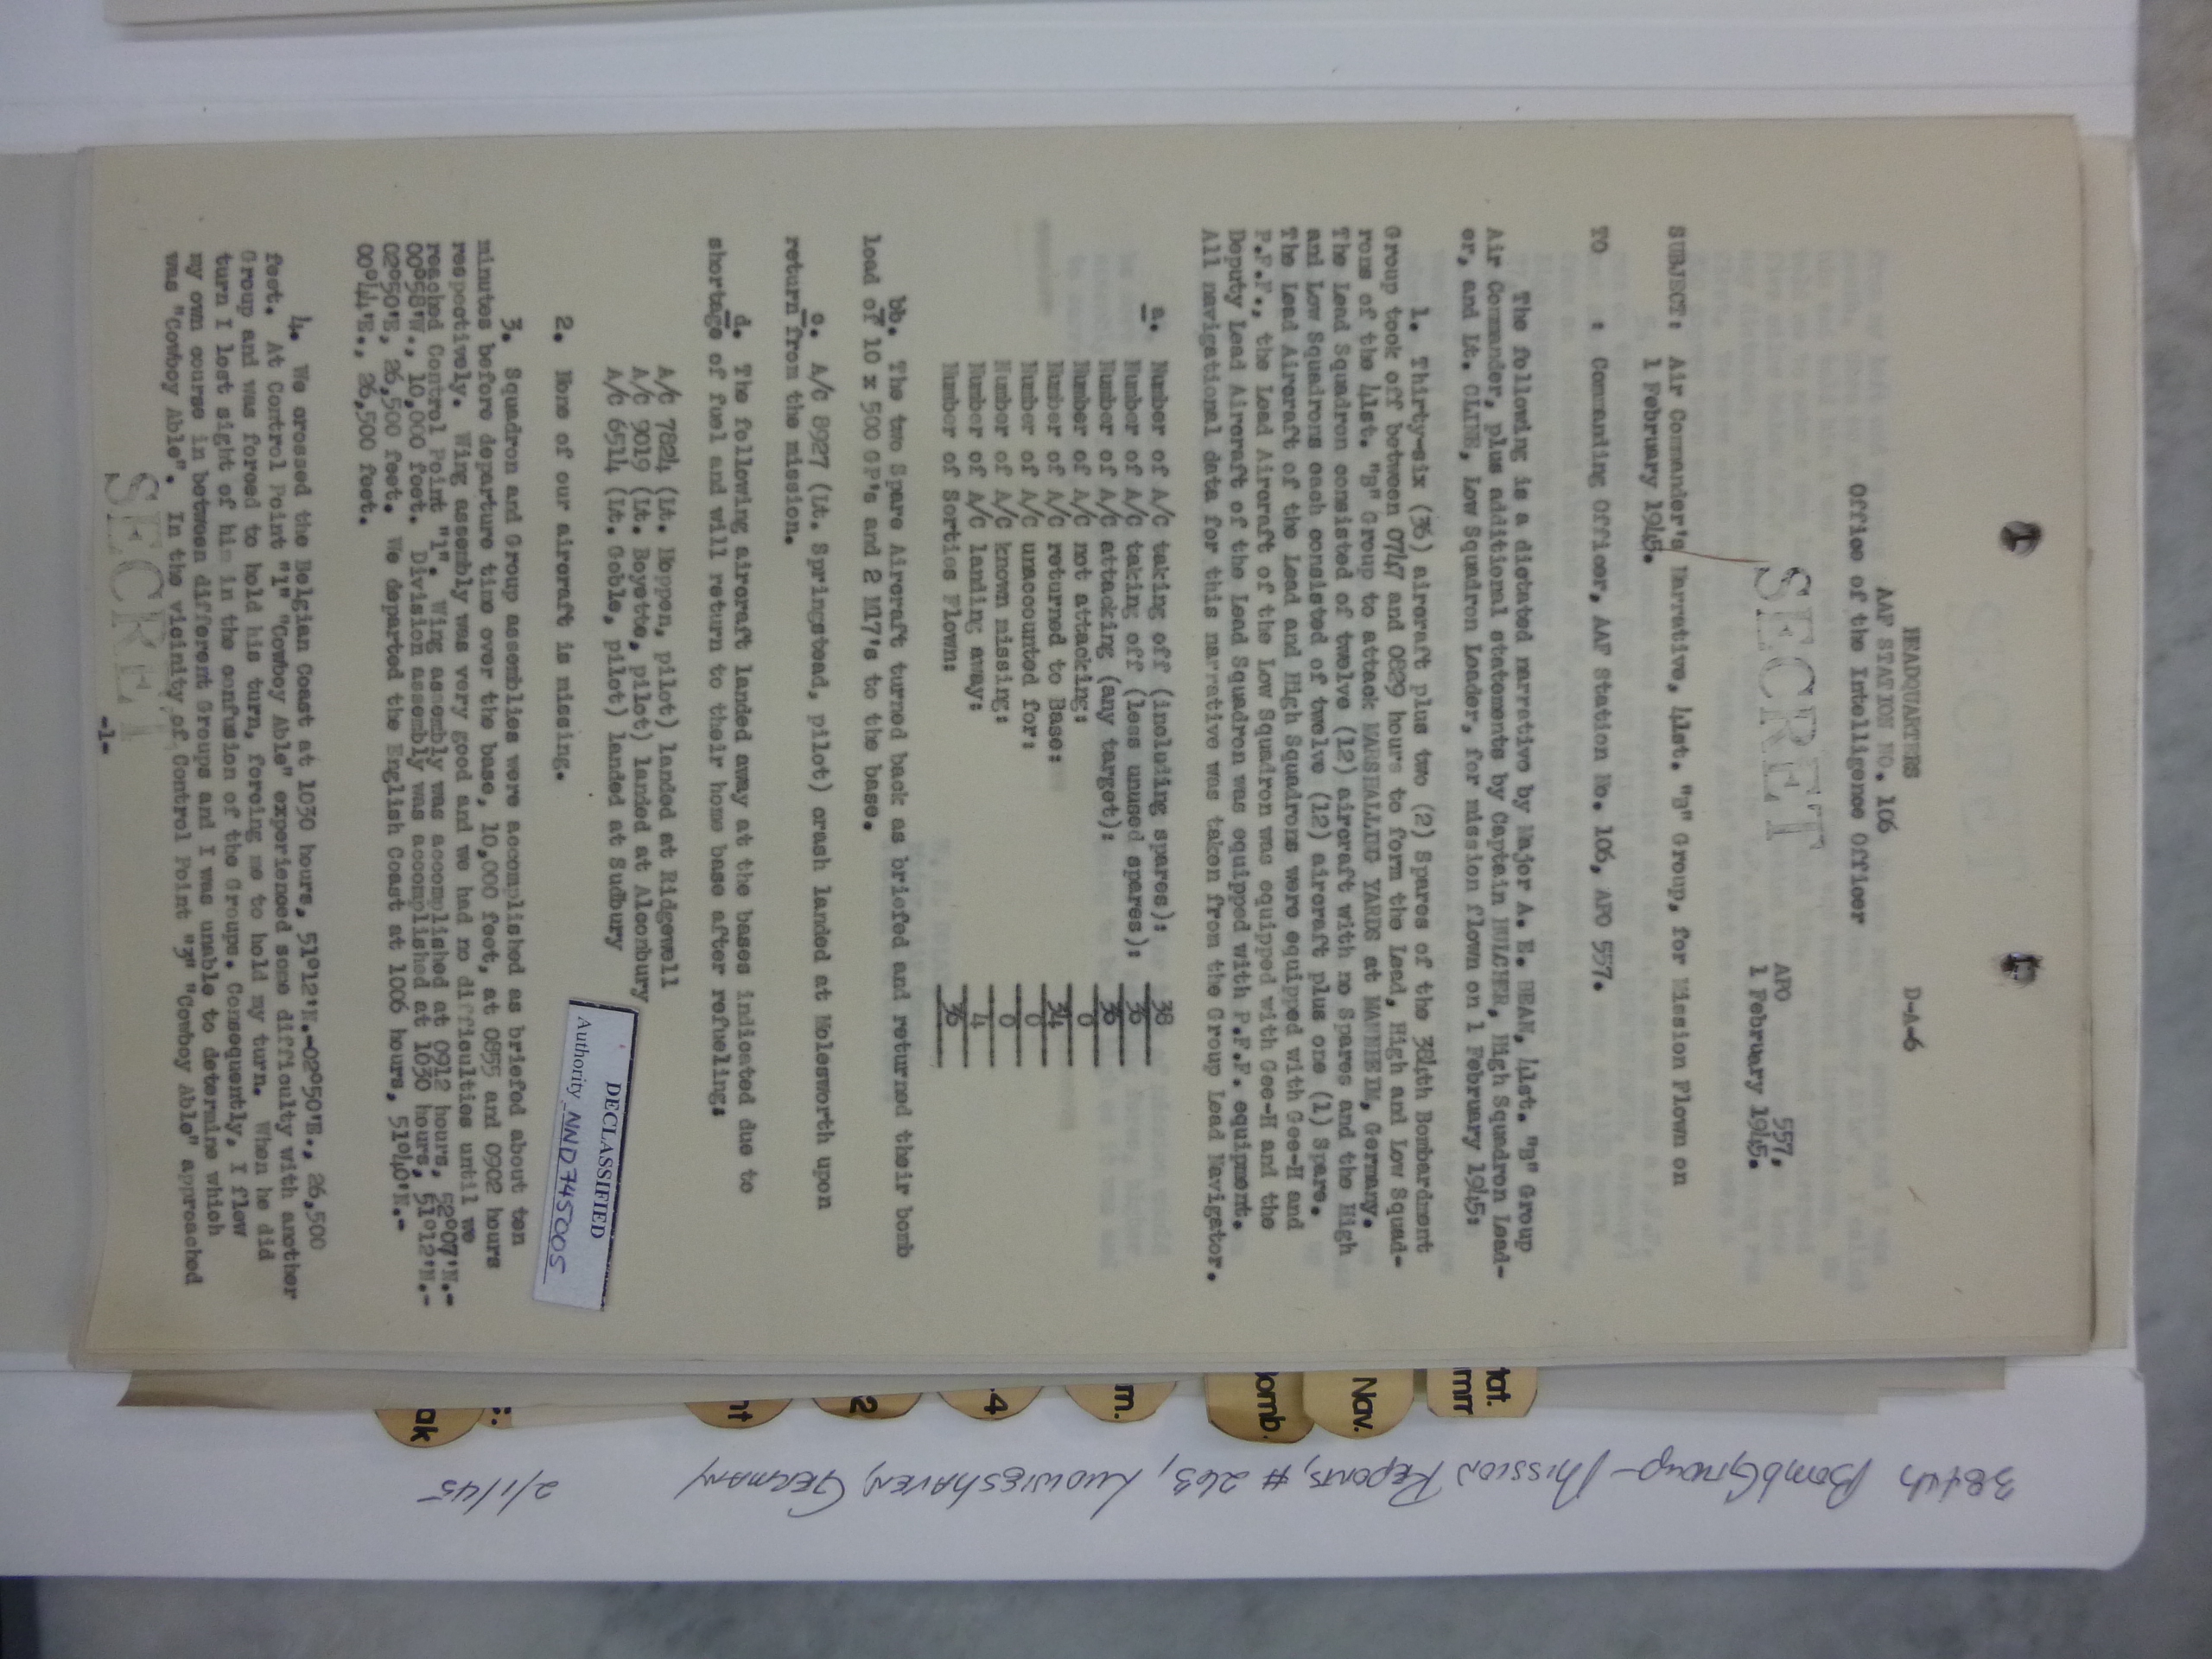 HEADQUARTERS
AAF STATION NO. 106
Office of the Intelligence Officer
D-A-6
APO 557,
1 February 1945.
SECRET
SUBJECT: Air Commander's Narrative, 41st. "B" Group, for Mission Flown on
1 February 1945.
TO : Commanding Officer, AAF Station No. 106, APO 557.
The following is a dictated narrative by Major A. E. BEAN, 41st. "B" Group
Air Commander, plus additional statements by Captain HULCHER, High Squadron Lead-
er, and Lt. CLINE, Low Squadron Leader, for mission flown on 1 February 1945:
1. Thirty-six (36) aircraft plus two (2) Spares of the 384th Bombardment
Group took off between 0747 and 0829 hours to form the Lead, High and Low Squad-
rons of the 41st. "B" Group to attack MARSHALLING YARDS at MANNHEIM, Germany.
The Lead Squadron consisted of twelve (12) aircraft with no Spares and the High
and Low Squadrons each consisted of twelve (12) aircraft plus one (1) Spare.
The Lead Aircraft of the Lead and High Squadrons were equipped with Gee-H and
P.F.F., the Lead Aircraft of the Low Squadron was equipped with Gee-H and the
Deputy Lead Aircraft of the Lead Squadron was equipped with P.F.F. equipment.
All navigational data for this narrative was taken from the Group Lead Navigator.
a. Number of A/C taking off (including spares): 38
Number of A/C taking off (less unused spares): 36
Number of A/C attacking (any target): 36
Number of A/C not attacking: 0
Number of A/C returned to Base: 34
Number of A/C unaccounted for: 0
Number of A/C known missing: 0
Number of A/C landing away: 4
Number of Sorties Flown: 36
bb. The two Spare Aircraft turned back as briefed and returned their bomb
load of 10 x 500 GP's and 2 M17's to the base.
c. A/C 8927 (Lt. Springstead, pilot) crash landed at Molesworth upon
return from the mission.
d. The following aircraft landed away at the bases indicated due to
shortage of fuel and will return to their home base after refueling:
A/C 7824 (Lt. Hoppen, pilot) landed at Ridgewell
A/C 9019 (Lt. Boyette, pilot) landed at Alconbury
A/C 6514 (Lt. Goble, pilot) landed at Sudbury
2. None of our aircraft is missing.
DECLASSIFIED
Authority NND745005
3. Squadron and Group assemblies were accomplished as briefed about ten
minutes before departure time over the base, 10,000 feet, at 0855 and 0902 hours
respectively. Wing assembly was very good and we had no difficulties until we
reached Control Point "1". Wing assembly was accomplished at 0912 hours, 52°07'N.-
00°58'W., 10,000 feet. Division assembly was accomplished at 1030 hours, 51°12'N.-
02°50'E, 26,500 feet. We departed the English Coast at 1006 hours, 51°40'N.-
00°44'E., 26,500 feet.
4. We crossed the Belgian Coast at 1030 hours, 51°12'N.-02°50'E., 26,500
feet. At Control Point "1" "Cowboy Able" experienced some difficulty with another
Group and was forced to hold his turn, forcing me to hold my turn. When he did
turn I lost sight of him in the confusion of the Groups. Consequently, I flew
my own course in between different Groups and I was unable to determine which
was "Cowboy Able". In the vicinity of Control Point "3" "Cowboy Able" approached
SECRET
-1-
tat.
mrr
Nav.
omb.
m.
4
2
nt
ak
384th Bomb Group - Mission Reports, # 263, Ludwigshaven, Germany 2/1/45